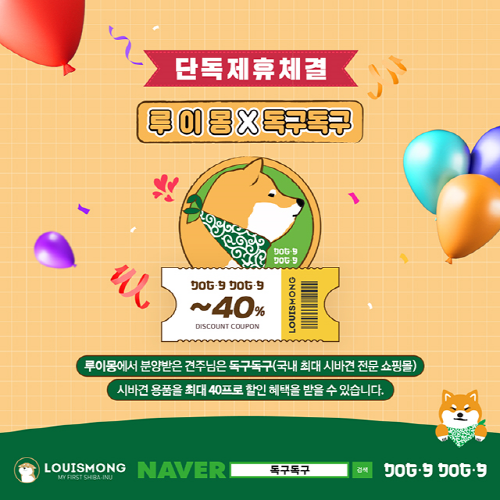 단독제휴체결
루이몽 X 독구독구
DOG·9
DOG·9
DOG·9 DOG·9
~40%
DISCOUNT COUPON
LOUISMONG
루이몽에서 분양받은 견주님은 독구독구(국내 최대 시바견 전문 쇼핑몰)
시바견 용품을 최대 40프로 할인 혜택을 받을 수 있습니다.
LOUISMONG
MY FIRST SHIBA-INU
NAVER 독구독구 검색
DOG·9 DOG·9